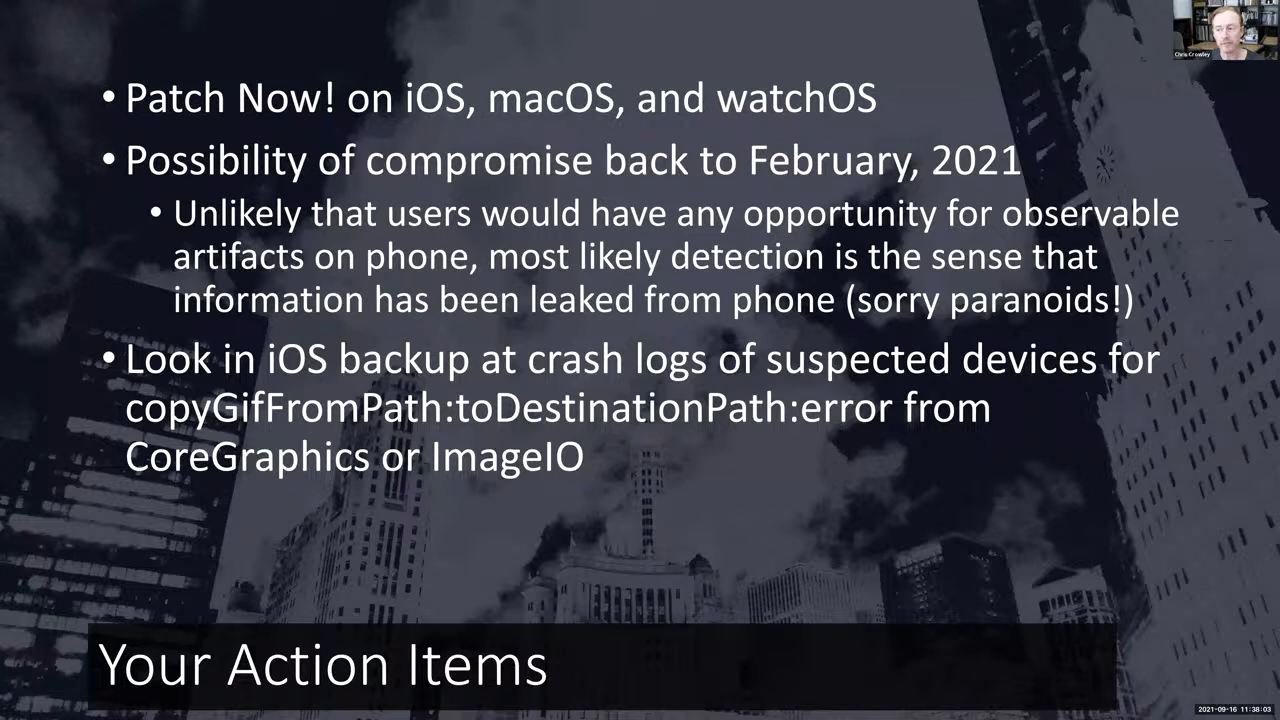 Chris Crowley
• Patch Now! on iOS, macOS, and watchOS
• Possibility of compromise back to February, 2021
• Unlikely that users would have any opportunity for observable
artifacts on phone, most likely detection is the sense that
information has been leaked from phone (sorry paranoids!)
• Look in iOS backup at crash logs of suspected devices for
copyGifFromPath:toDestinationPath:error from
CoreGraphics or ImageIO
Your Action Items
2021-09-16 11:38:03